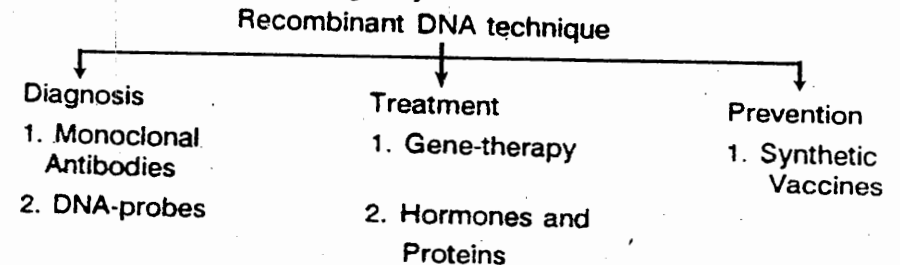 Recombinant DNA technique
Diagnosis
1. Monoclonal
Antibodies
2. DNA-probes
Treatment
1. Gene-therapy
2. Hormones and
Proteins
Prevention
1. Synthetic
Vaccines